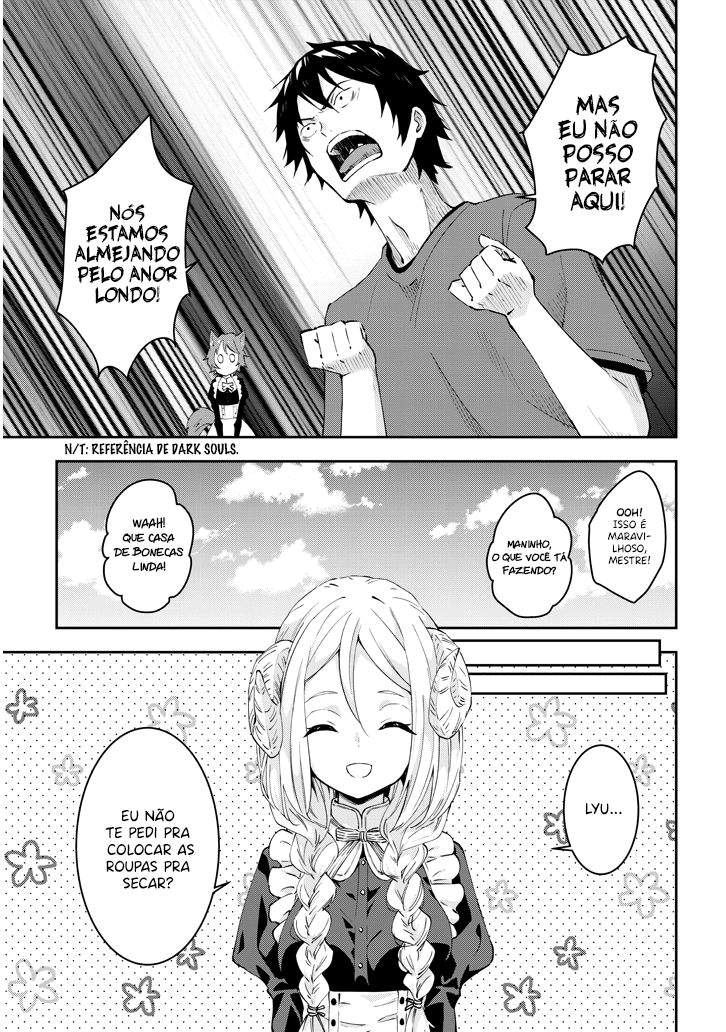 MAS
EU NÃO
POSSO
PARAR
AQUI!
NÓS
ESTAMOS
ALMEJANDO
PELO ANOR
LONDO!
N/T: REFERÊNCIA DE DARK SOULS.
OOH!
ISSO É
MARAVI-
LHOSO,
MESTRE!
MANINHO,
O QUE VOCÊ TÁ
FAZENDO?
WAAH!
QUE CASA
DE BONECAS
LINDA!
LYU...
EU NÃO
TE PEDI PRA
COLOCAR AS
ROUPAS PRA
SECAR?